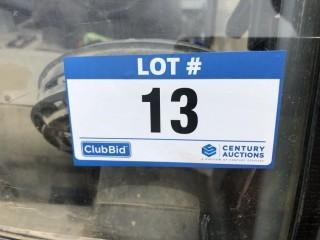 LOT #
13
ClubBid
CENTURY
AUCTIONS